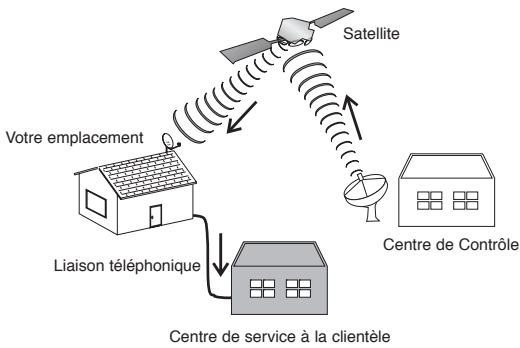 Satellite
Votre emplacement
Centre de Contrôle
Liaison téléphonique
Centre de service à la clientèle